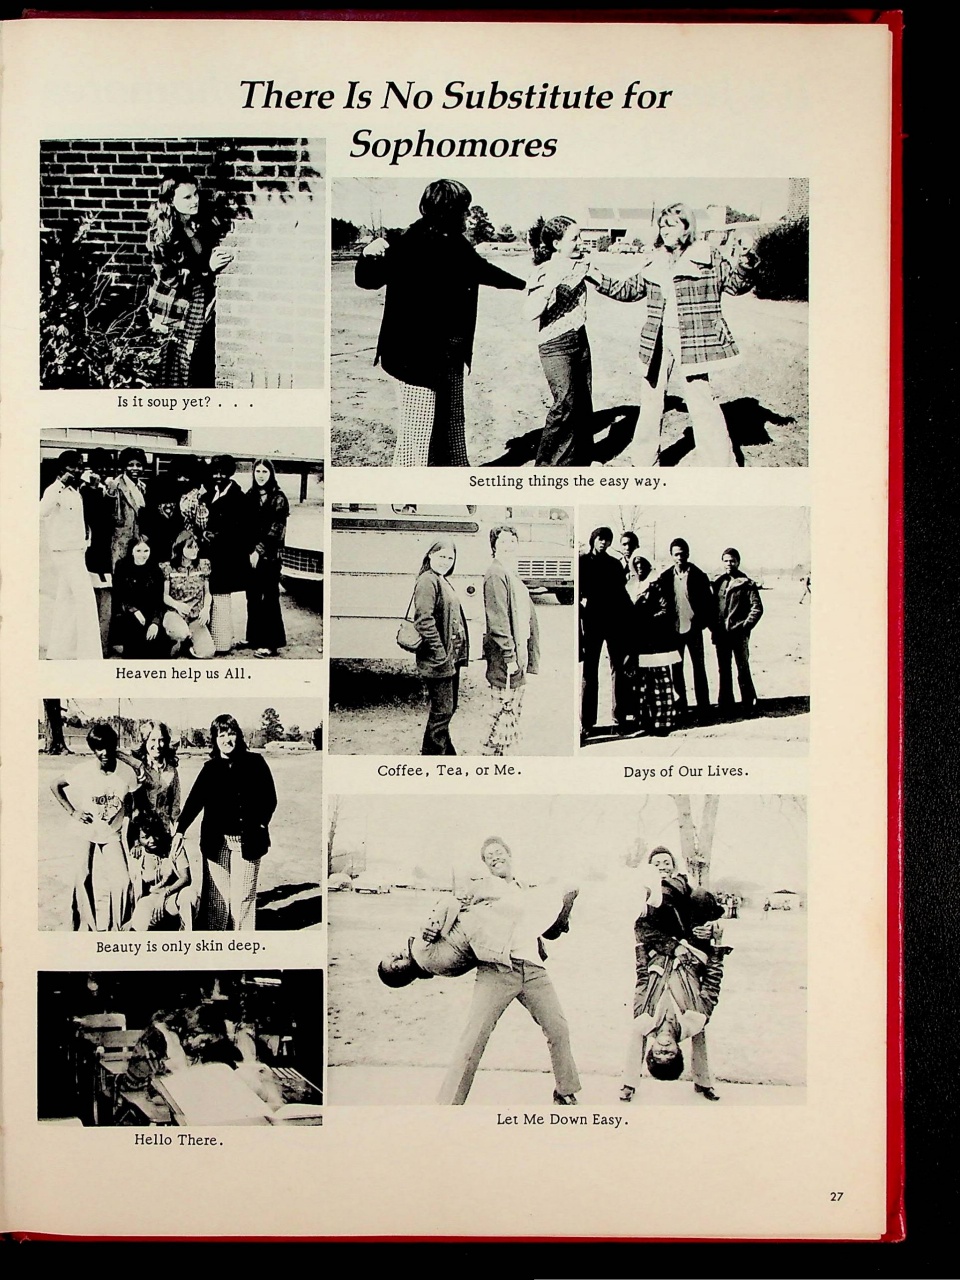 There Is No Substitute for
Sophomores
Is it soup yet? . . .
Settling things the easy way.
Heaven help us All.
Coffee, Tea, or Me.
Days of Our Lives.
Beauty is only skin deep.
Let Me Down Easy.
Hello There.
27